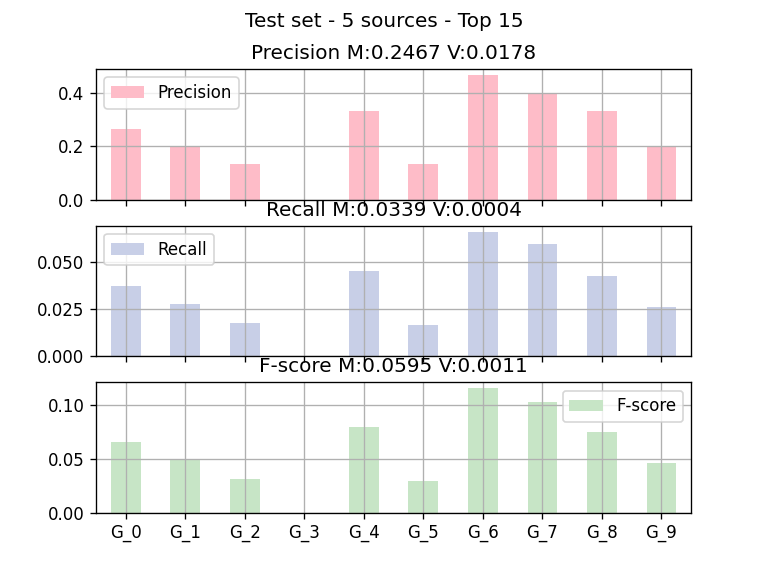 Test set - 5 sources - Top 15
Precision M:0.2467 V:0.0178
Precision
0.4
0.2
0.0
Recall M:0.0339 V:0.0004
Recall
0.050
0.025
0.000
F-score M:0.0595 V:0.0011
F-score
0.10
0.05
0.00
G_0 G_1 G_2 G_3 G_4 G_5 G_6 G_7 G_8 G_9